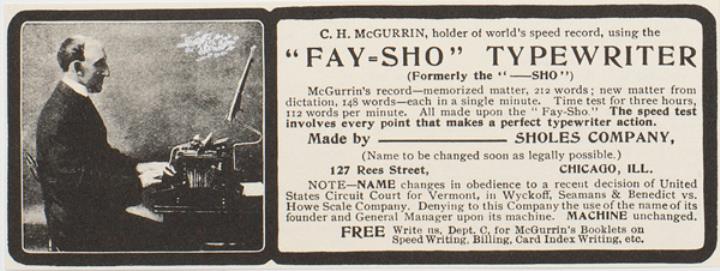 C. H. McGURRIN, holder of world's speed record, using the
"FAY=SHO" TYPEWRITER
(Formerly the "——SHO")
McGurrin's record—memorized matter, 212 words; new matter from
dictation, 148 words—each in a single minute. Time test for three hours,
112 words per minute. All made upon the "Fay-Sho." The speed test
involves every point that makes a perfect typewriter action.
Made by ———————— SHOLES COMPANY,
(Name to be changed soon as legally possible.)
127 Rees Street, CHICAGO, ILL.
NOTE—NAME changes in obedience to a recent decision of United
States Circuit Court for Vermont, in Wyckoff, Seamans & Benedict vs.
Howe Scale Company. Denying to this Company the use of the name of its
founder and General Manager upon its machine. MACHINE unchanged.
FREE Write us, Dept. C, for McGurrin's Booklets on
Speed Writing, Billing, Card Index Writing, etc.